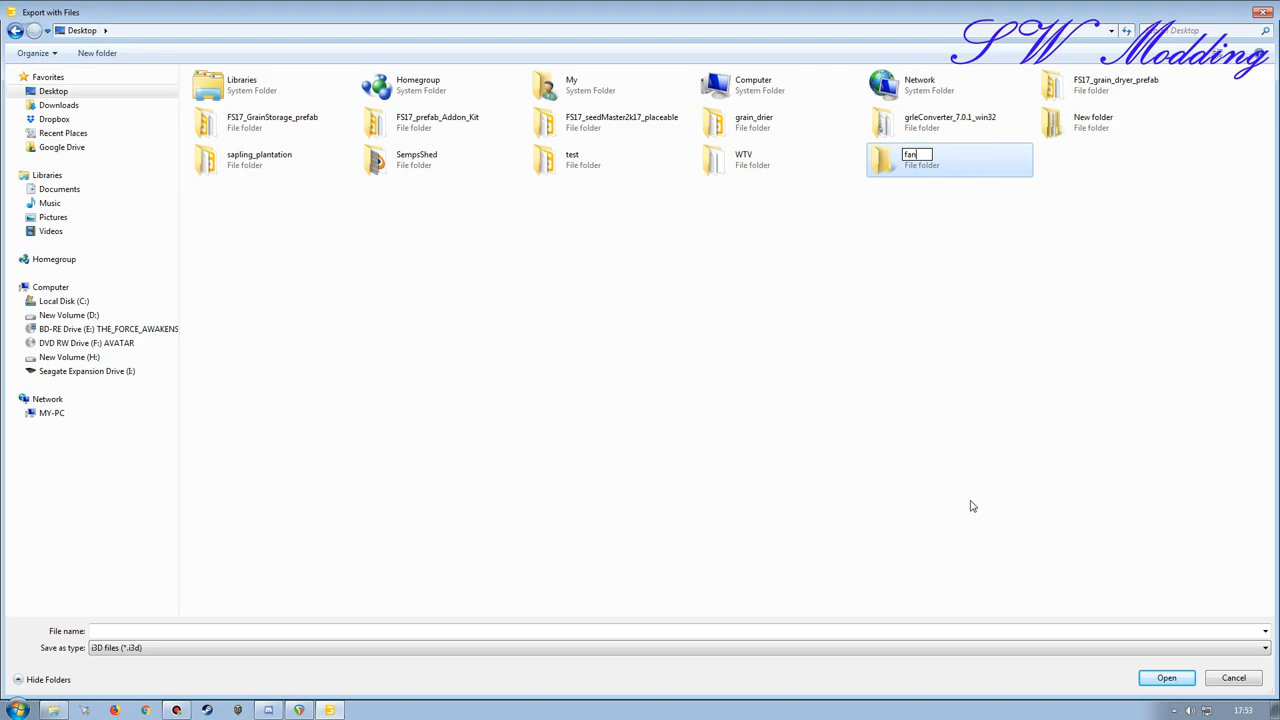 Export with Files
Desktop
Desktop
SW Modding
Organize
New folder
Favorites
Desktop
Downloads
Dropbox
Recent Places
Google Drive
Libraries
Documents
Music
Pictures
Videos
Homegroup
Computer
Local Disk (C:)
New Volume (D:)
BD-RE Drive (E:) THE_FORCE_AWAKENS
DVD RW Drive (F:) AVATAR
New Volume (H:)
Seagate Expansion Drive (I:)
Network
MY-PC
Libraries
System Folder
Homegroup
System Folder
My
System Folder
Computer
System Folder
Network
System Folder
FS17_grain_dryer_prefab
File folder
FS17_GrainStorage_prefab
File folder
FS17_prefab_Addon_Kit
File folder
FS17_seedMaster2k17_placeable
File folder
grain_drier
File folder
grleConverter_7.0.1_win32
File folder
New folder
File folder
sapling_plantation
File folder
SempsShed
File folder
test
File folder
WTV
File folder
fan
File folder
File name:
Save as type: i3D files (*.i3d)
Hide Folders
Open
Cancel
17:53